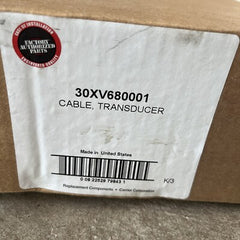 FACTORY
AUTHORIZED
PARTS
30XV680001
CABLE, TRANSDUCER
Made in United States
K/3
Replacement Components • Carrier Corporation